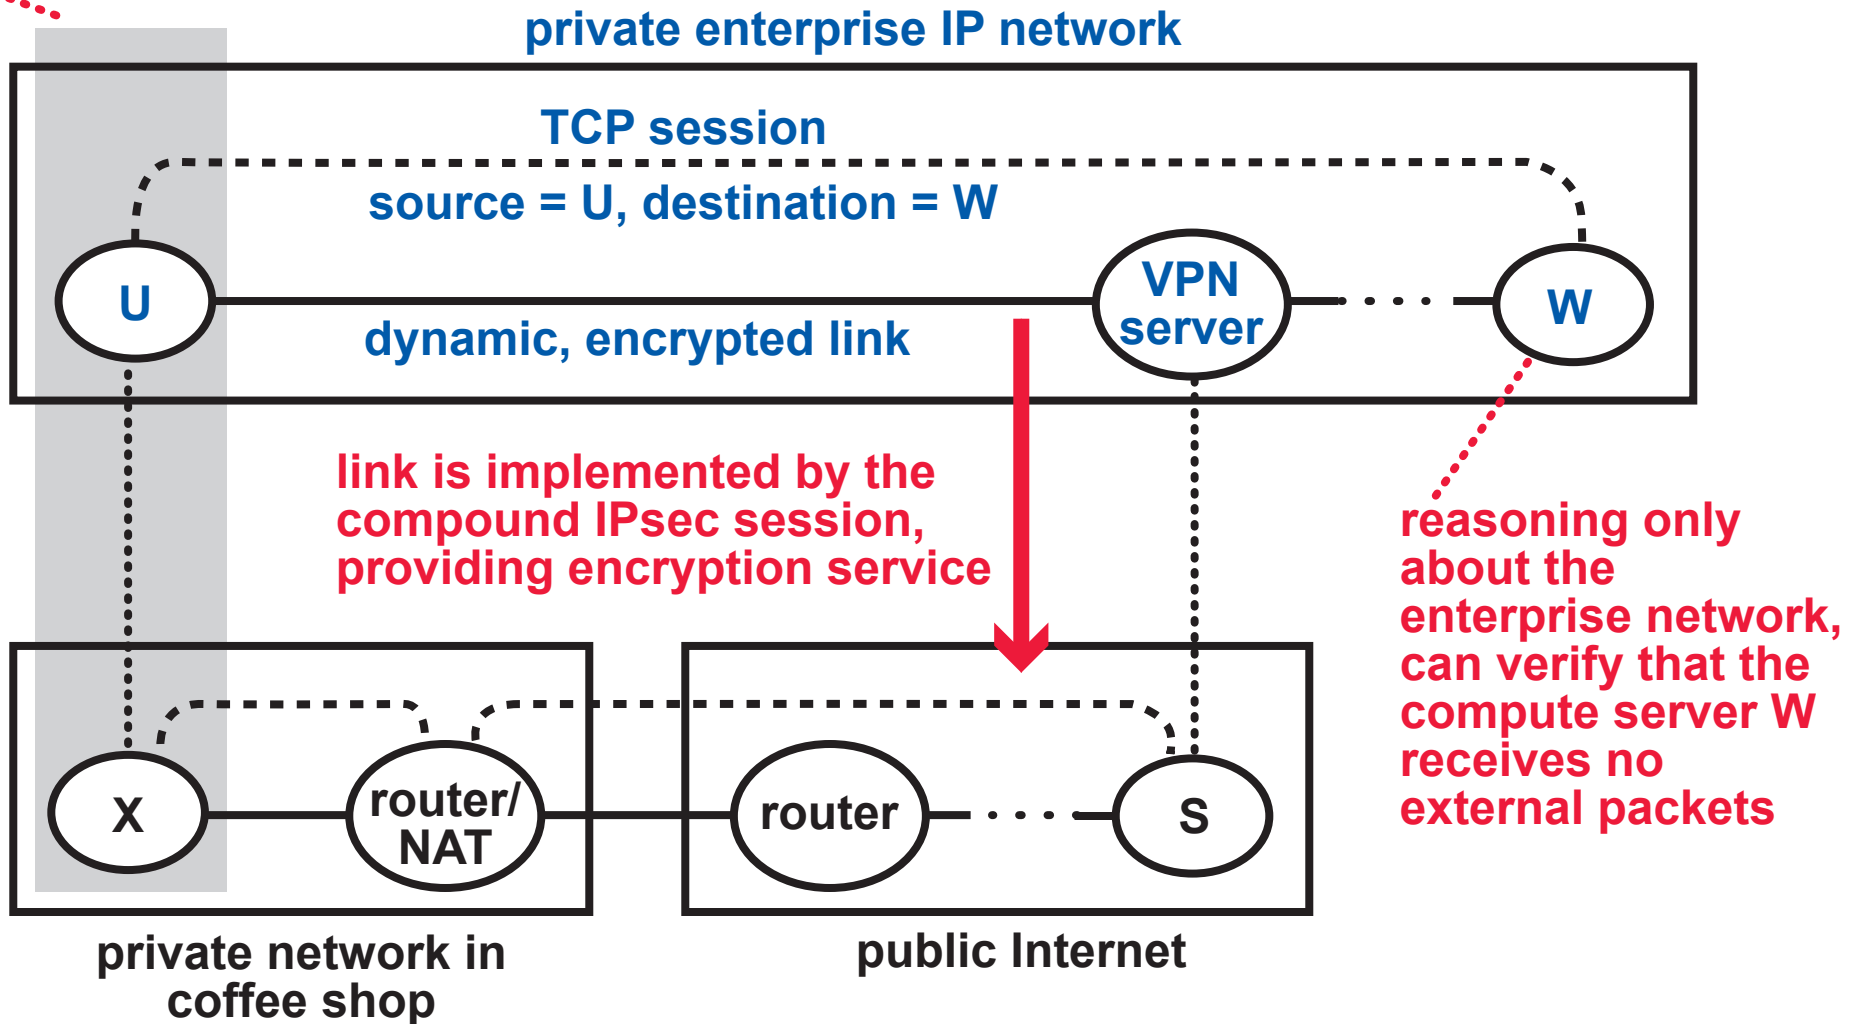 private enterprise IP network
TCP session
source = U, destination = W
U
VPN
server
W
dynamic, encrypted link
link is implemented by the
compound IPsec session,
providing encryption service
reasoning only
about the
enterprise network,
can verify that the
compute server W
receives no
external packets
X
router/
NAT
router
S
private network in
coffee shop
public Internet